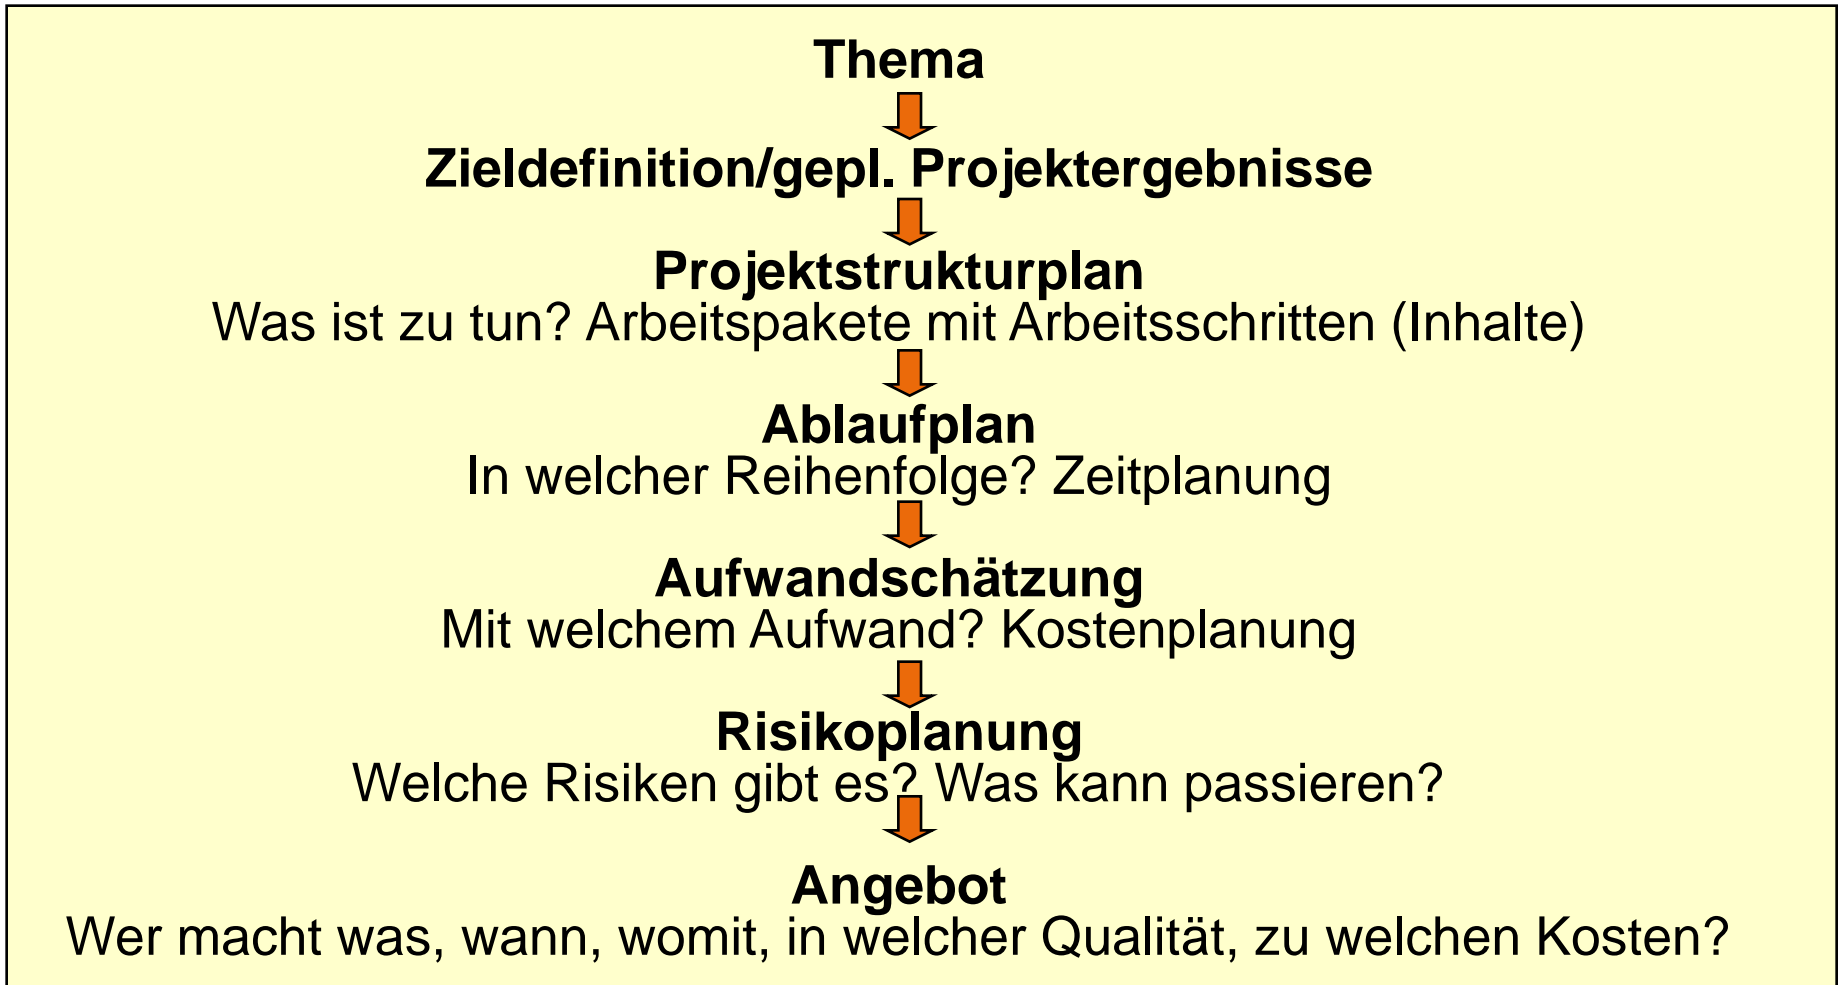 Thema
Zieldefinition/gepl. Projektergebnisse
Projektstrukturplan
Was ist zu tun? Arbeitspakete mit Arbeitsschritten (Inhalte)
Ablaufplan
In welcher Reihenfolge? Zeitplanung
Aufwandschätzung
Mit welchem Aufwand? Kostenplanung
Risikoplanung
Welche Risiken gibt es? Was kann passieren?
Angebot
Wer macht was, wann, womit, in welcher Qualität, zu welchen Kosten?